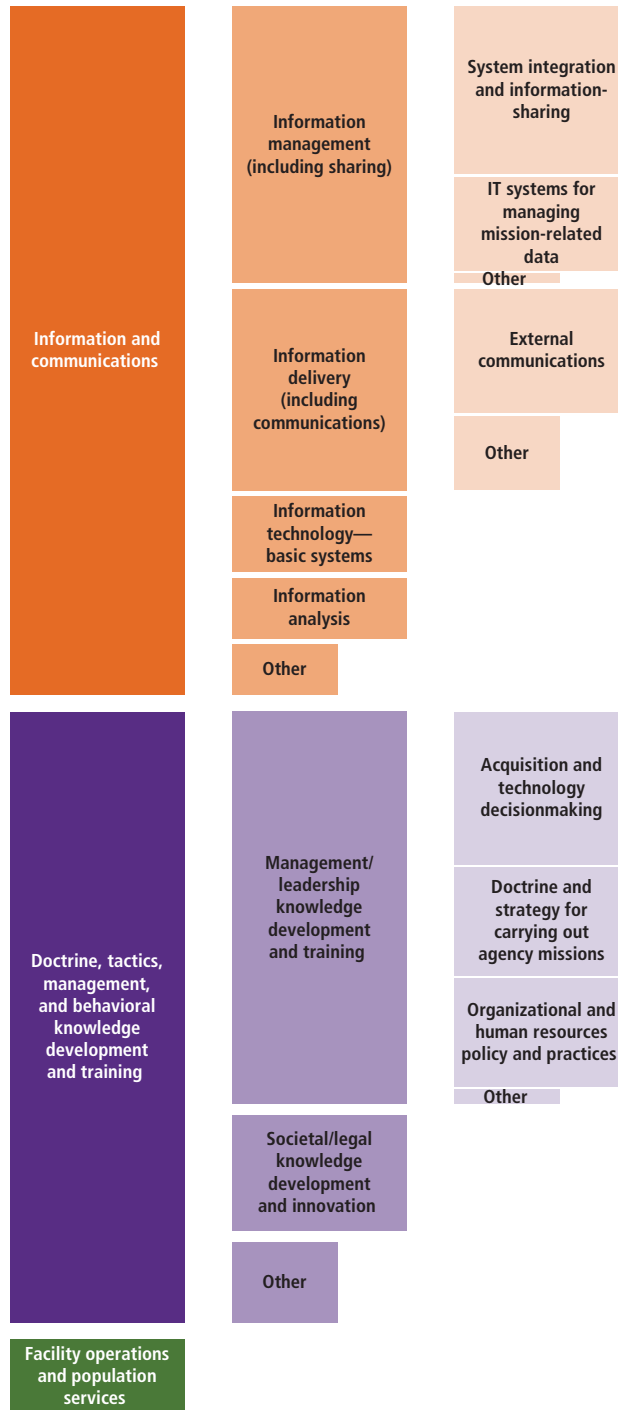 Information and
communications
Information
management
(including sharing)
System integration
and information-
sharing
IT systems for
managing
mission-related
data
Other
Information
delivery
(including
communications)
External
communications
Other
Information
technology—
basic systems
Information
analysis
Other
Doctrine, tactics,
management,
and behavioral
knowledge
development
and training
Management/
leadership
knowledge
development
and training
Acquisition and
technology
decisionmaking
Doctrine and
strategy for
carrying out
agency missions
Organizational and
human resources
policy and practices
Other
Societal/legal
knowledge
development
and innovation
Other
Facility operations
and population
services